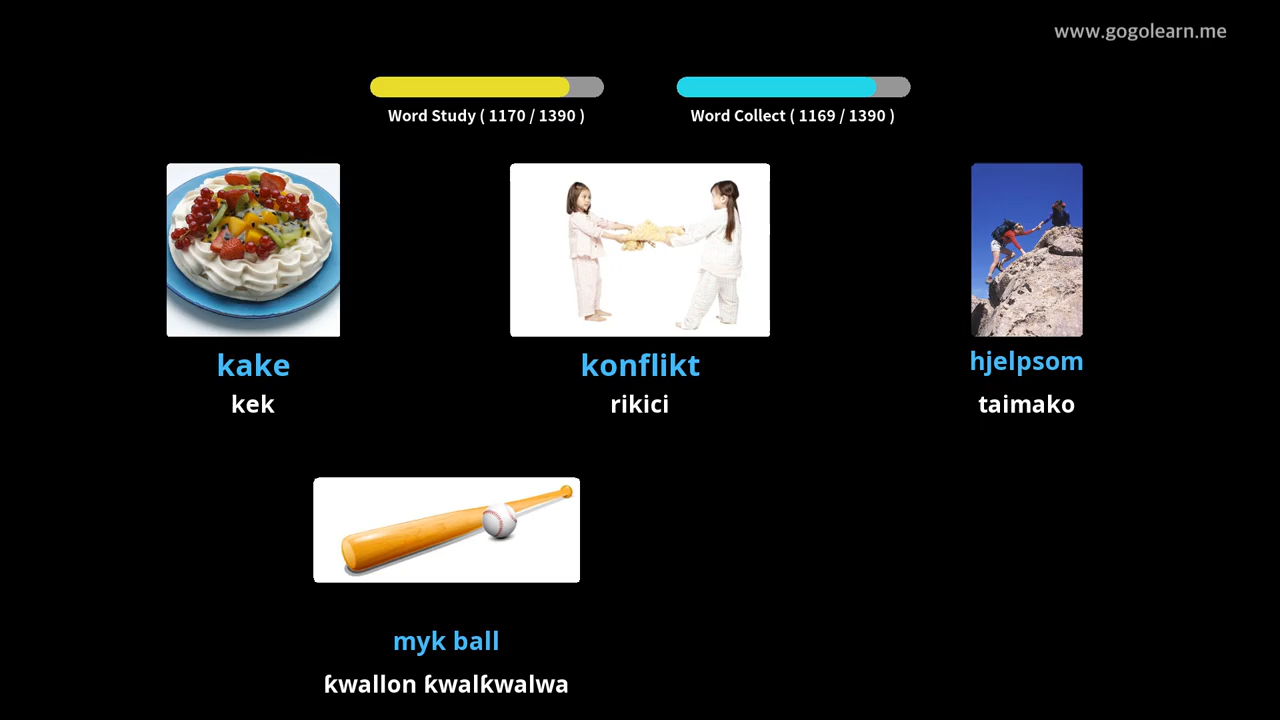 www.gogolearn.me
Word Study ( 1170 / 1390 )
Word Collect ( 1169 / 1390 )
kake
kek
konflikt
rikici
hjelpsom
taimako
myk ball
ƙwallon ƙwalƙwalwa